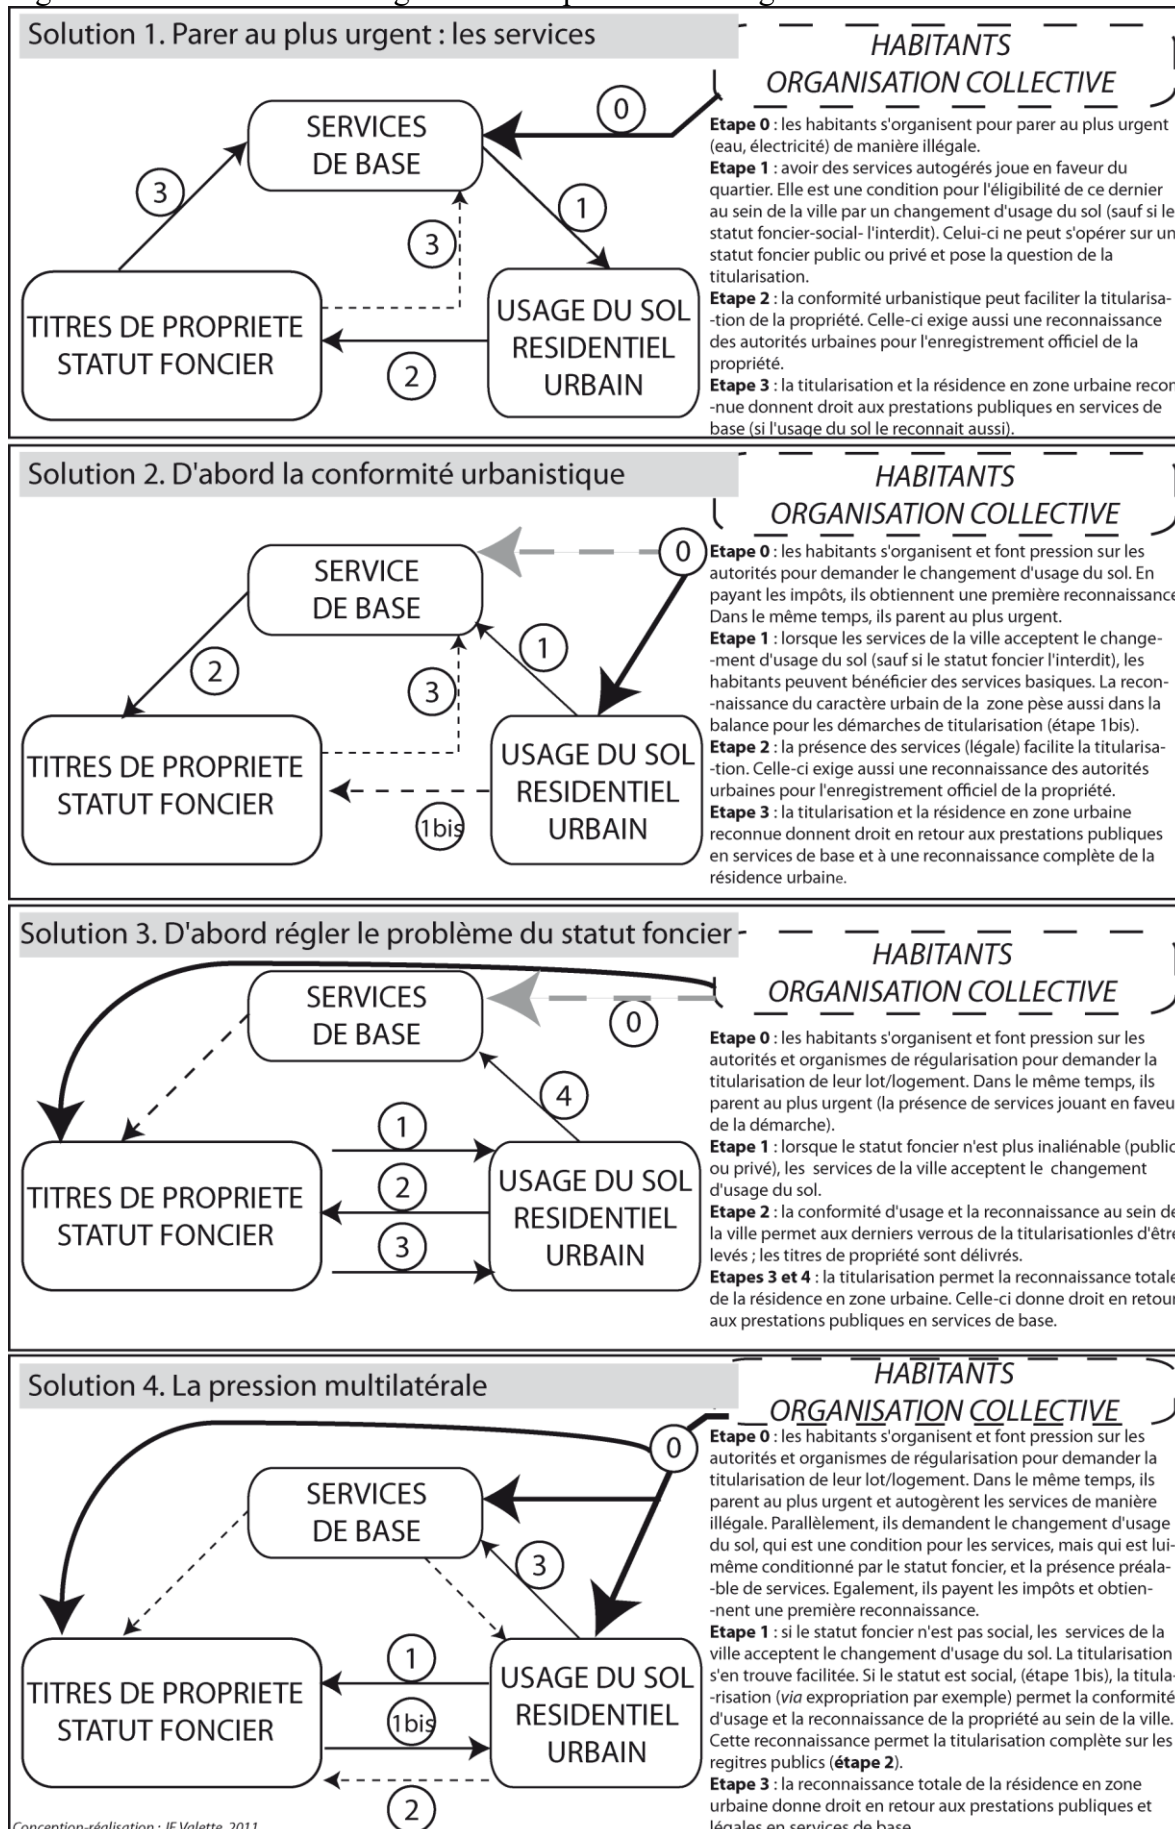 Solution 1. Parer au plus urgent : les services
HABITANTS
ORGANISATION COLLECTIVE
0
SERVICES
DE BASE
3
1
3
TITRES DE PROPRIETE
STATUT FONCIER
USAGE DU SOL
RESIDENTIEL
URBAIN
2
Etape 0 : les habitants s'organisent pour parer au plus urgent
(eau, électricité) de manière illégale.
Etape 1 : avoir des services autogérés joue en faveur du
quartier. Elle est une condition pour l'éligibilité de ce dernier
au sein de la ville par un changement d'usage du sol (sauf si le
statut foncier-social- l'interdit). Celui-ci ne peut s'opérer sur un
statut foncier public ou privé et pose la question de la
titularisation.
Etape 2 : la conformité urbanistique peut faciliter la titularisa-
-tion de la propriété. Celle-ci exige aussi une reconnaissance
des autorités urbaines pour l'enregistrement officiel de la
propriété.
Etape 3 : la titularisation et la résidence en zone urbaine recon
-nue donnent droit aux prestations publiques en services de
base (si l'usage du sol le reconnait aussi).
Solution 2. D'abord la conformité urbanistique
HABITANTS
ORGANISATION COLLECTIVE
0
SERVICE
DE BASE
2
1
3
TITRES DE PROPRIETE
STATUT FONCIER
USAGE DU SOL
RESIDENTIEL
URBAIN
1bis
Etape 0 : les habitants s'organisent et font pression sur les
autorités pour demander le changement d'usage du sol. En
payant les impôts, ils obtiennent une première reconnaissance
Dans le même temps, ils parent au plus urgent.
Etape 1 : lorsque les services de la ville acceptent le change-
-ment d'usage du sol (sauf si le statut foncier l'interdit), les
habitants peuvent bénéficier des services basiques. La recon-
-naissance du caractère urbain de la zone pèse aussi dans la
balance pour les démarches de titularisation (étape 1bis).
Etape 2 : la présence des services (légale) facilite la titularisa-
-tion. Celle-ci exige aussi une reconnaissance des autorités
urbaines pour l'enregistrement officiel de la propriété.
Etape 3 : la titularisation et la résidence en zone urbaine
reconnue donnent droit en retour aux prestations publiques
en services de base et à une reconnaissance complète de la
résidence urbaine.
Solution 3. D'abord régler le problème du statut foncier
HABITANTS
ORGANISATION COLLECTIVE
SERVICES
DE BASE
0
4
1
2
3
TITRES DE PROPRIETE
STATUT FONCIER
USAGE DU SOL
RESIDENTIEL
URBAIN
Etape 0 : les habitants s'organisent et font pression sur les
autorités et organismes de régularisation pour demander la
titularisation de leur lot/logement. Dans le même temps, ils
parent au plus urgent (la présence de services jouant en faveu
de la démarche).
Etape 1 : lorsque le statut foncier n'est plus inaliénable (public
ou privé), les services de la ville acceptent le changement
d'usage du sol.
Etape 2 : la conformité d'usage et la reconnaissance au sein de
la ville permet aux derniers verrous de la titularisationles d'être
levés ; les titres de propriété sont délivrés.
Etapes 3 et 4 : la titularisation permet la reconnaissance totale
de la résidence en zone urbaine. Celle-ci donne droit en retour
aux prestations publiques en services de base.
Solution 4. La pression multilatérale
HABITANTS
ORGANISATION COLLECTIVE
0
SERVICES
DE BASE
3
1
1bis
2
TITRES DE PROPRIETE
STATUT FONCIER
USAGE DU SOL
RESIDENTIEL
URBAIN
Etape 0 : les habitants s'organisent et font pression sur les
autorités et organismes de régularisation pour demander la
titularisation de leur lot/logement. Dans le même temps, ils
parent au plus urgent et autogèrent les services de manière
illégale. Parallèlement, ils demandent le changement d'usage
du sol, qui est une condition pour les services, mais qui est lui-
même conditionné par le statut foncier, et la présence préala-
-ble de services. Egalement, ils payent les impôts et obtien-
-nent une première reconnaissance.
Etape 1 : si le statut foncier n'est pas social, les services de la
ville acceptent le changement d'usage du sol. La titularisation
s'en trouve facilitée. Si le statut est social, (étape 1bis), la titula-
-risation (via expropriation par exemple) permet la conformité
d'usage et la reconnaissance de la propriété au sein de la ville.
Cette reconnaissance permet la titularisation complète sur les
regitres publics (étape 2).
Etape 3 : la reconnaissance totale de la résidence en zone
urbaine donne droit en retour aux prestations publiques et
légales en services de base.
Conception-réalisation : JF Valette, 2011